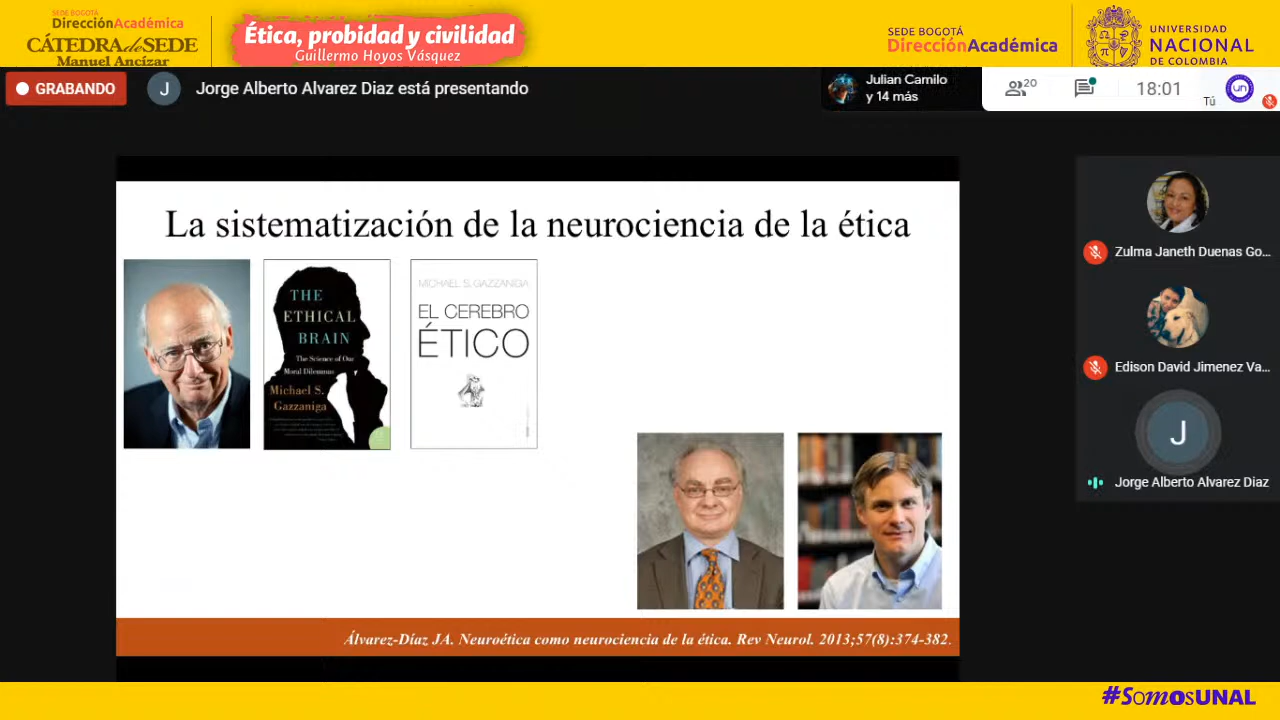 SEDE BOGOTÁ
DirecciónAcadémica
CÁTEDRA de SEDE
Manuel Ancízar
Ética, probidad y civilidad
Guillermo Hoyos Vásquez
SEDE BOGOTÁ
DirecciónAcadémica
UNIVERSIDAD
NACIONAL
DE COLOMBIA
GRABANDO
J
Jorge Alberto Alvarez Diaz está presentando
Julian Camilo
y 14 más
20
18:01
Tú
un
La sistematización de la neurociencia de la ética
THE
ETHICAL
BRAIN
The Science of Our
Moral Dilemmas
Michael S.
Gazzaniga
MICHAEL S. GAZZANIGA
EL CEREBRO
ÉTICO
Zulma Janeth Duenas Go...
Edison David Jimenez Va...
J
Jorge Alberto Alvarez Diaz
Álvarez-Díaz JA. Neuroética como neurociencia de la ética. Rev Neurol. 2013;57(8):374-382.
#SomosUNAL